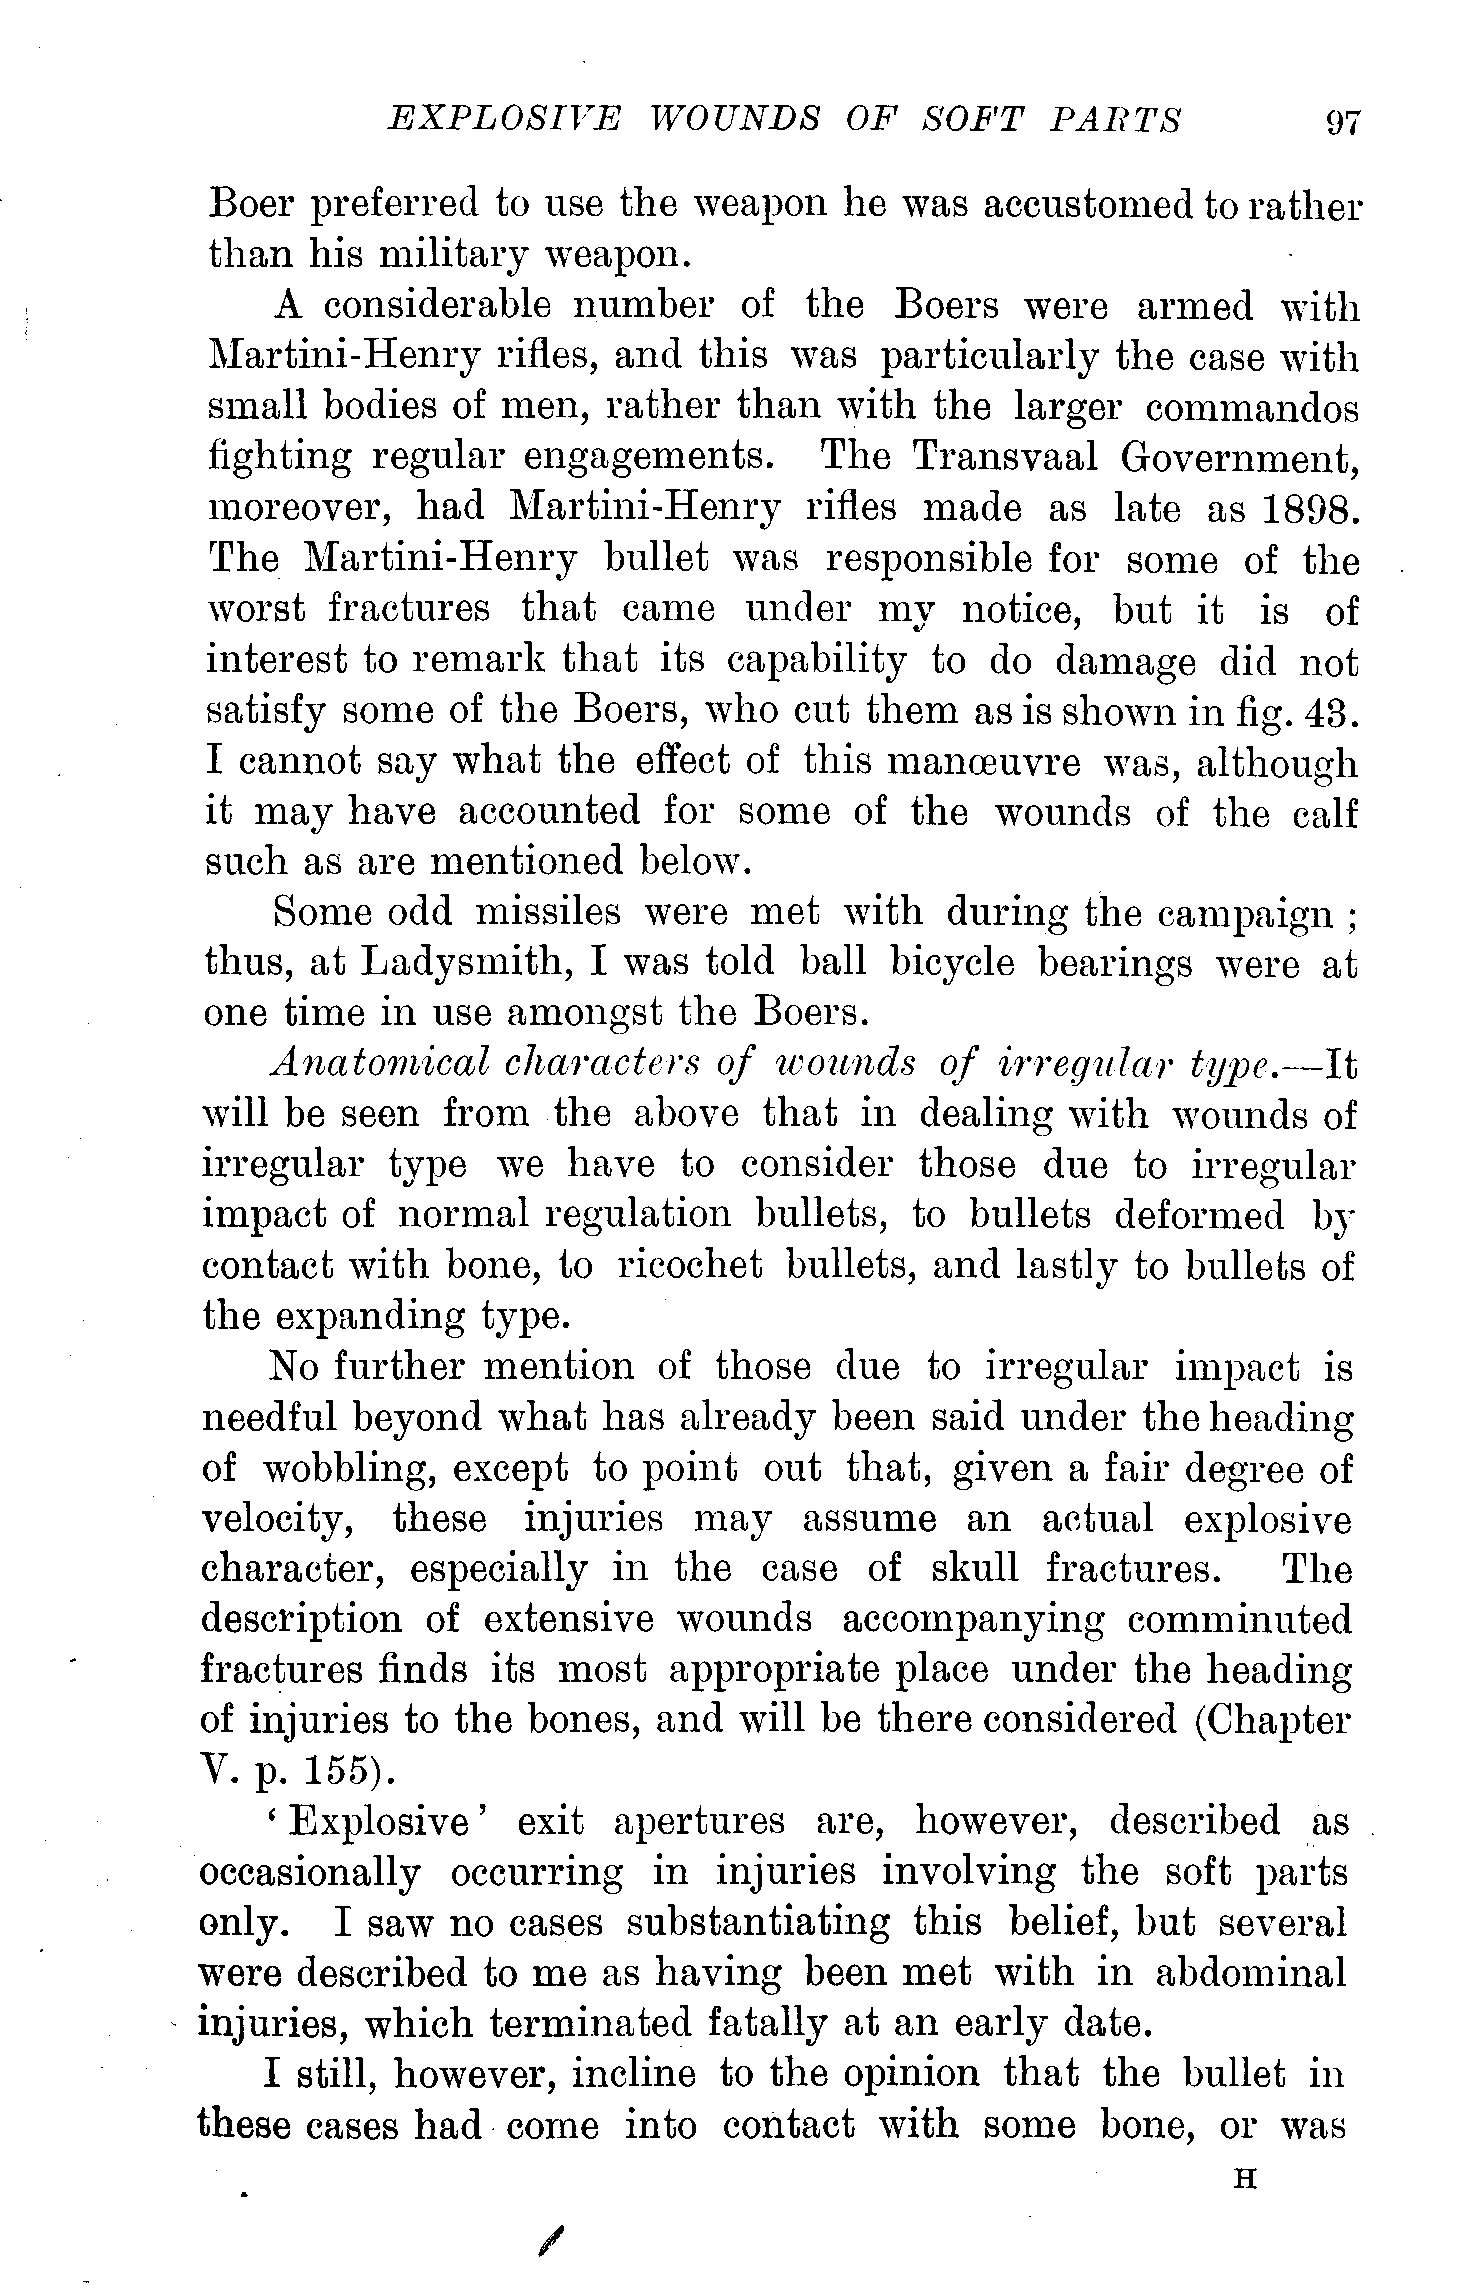 EXPLOSIVE WOUNDS OF SOFT PARTS 97
Boer preferred to use the weapon he was accustomed to rather
than his military weapon.
A considerable number of the Boers were armed with
Martini-Henry rifles, and this was particularly the case with
small bodies of men, rather than with the larger commandos
fighting regular engagements. The Transvaal Government,
moreover, had Martini-Henry rifles made as late as 1898.
The Martini-Henry bullet was responsible for some of the
worst fractures that came under my notice, but it is of
interest to remark that its capability to do damage did not
satisfy some of the Boers, who cut them as is shown in fig. 43.
I cannot say what the effect of this manœuvre was, although
it may have accounted for some of the wounds of the calf
such as are mentioned below.
Some odd missiles were met with during the campaign ;
thus, at Ladysmith, I was told ball bicycle bearings were at
one time in use amongst the Boers.
Anatomical characters of wounds of irregular type.—It
will be seen from the above that in dealing with wounds of
irregular type we have to consider those due to irregular
impact of normal regulation bullets, to bullets deformed by
contact with bone, to ricochet bullets, and lastly to bullets of
the expanding type.
No further mention of those due to irregular impact is
needful beyond what has already been said under the heading
of wobbling, except to point out that, given a fair degree of
velocity, these injuries may assume an actual explosive
character, especially in the case of skull fractures. The
description of extensive wounds accompanying comminuted
fractures finds its most appropriate place under the heading
of injuries to the bones, and will be there considered (Chapter
V. p. 155).
‘ Explosive ’ exit apertures are, however, described as
occasionally occurring in injuries involving the soft parts
only. I saw no cases substantiating this belief, but several
were described to me as having been met with in abdominal
injuries, which terminated fatally at an early date.
I still, however, incline to the opinion that the bullet in
these cases had come into contact with some bone, or was
H